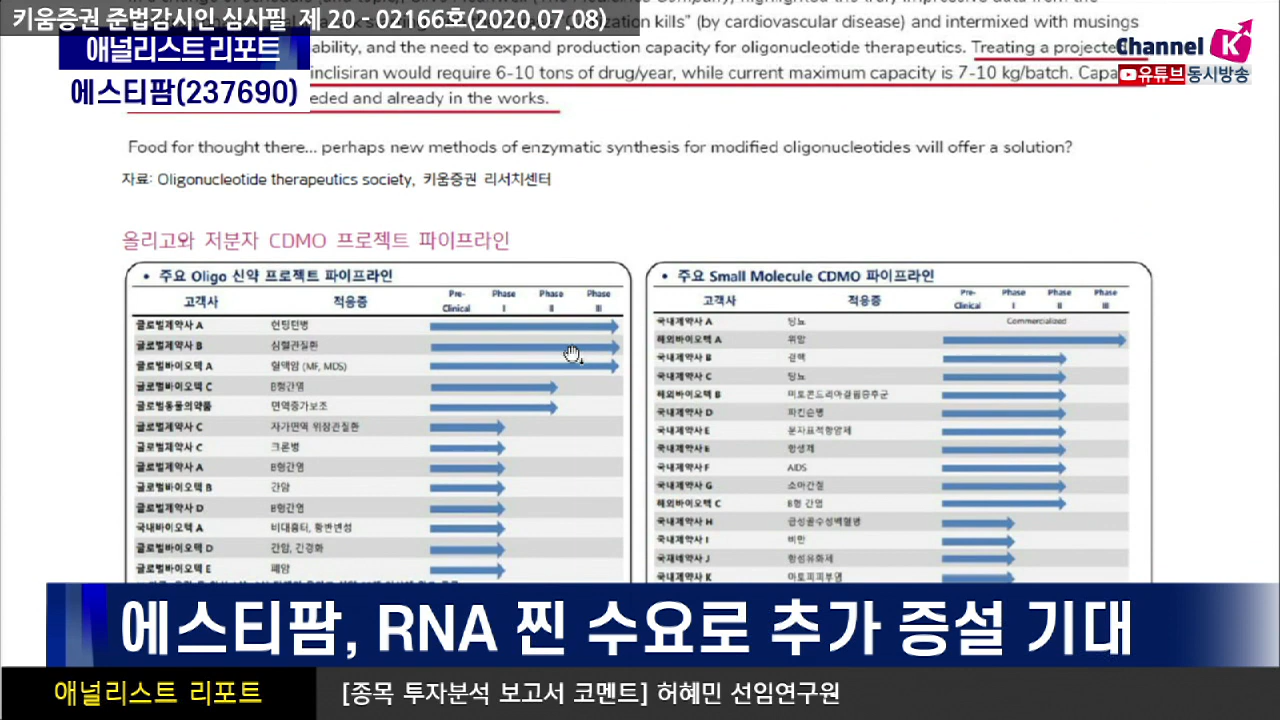 키움증권 준법감시인 심사필 제 20 - 02166호(2020.07.08)
애널리스트 리포트
에스티팜(237690)
Channel K
유튜브 동시방송
kills” (by cardiovascular disease) and intermixed with musings
ability, and the need to expand production capacity for oligonucleotide therapeutics. Treating a projecte
inclisiran would require 6-10 tons of drug/year, while current maximum capacity is 7-10 kg/batch. Capa
eded and already in the works.
Food for thought there... perhaps new methods of enzymatic synthesis for modified oligonucleotides will offer a solution?
자료: Oligonucleotide therapeutics society, 키움증권 리서치센터
올리고와 저분자 CDMO 프로젝트 파이프라인
• 주요 Oligo 신약 프로젝트 파이프라인
고객사 적응증 Pre-Clinical Phase I Phase II Phase III
글로벌제약사 A 헌팅턴병
글로벌제약사 B 심혈관질환
글로벌바이오텍 A 혈액암 (MF, MDS)
글로벌바이오텍 C B형간염
글로벌동물의약품 면역증가보조
글로벌제약사 C 자가면역 위장관질환
글로벌제약사 C 크론병
글로벌제약사 A B형간염
글로벌바이오텍 B 간암
글로벌제약사 D B형간염
국내바이오텍 A 비대흉터, 황반변성
글로벌바이오텍 D 간암, 간경화
글로벌바이오텍 E 폐암
• 주요 Small Molecule CDMO 파이프라인
고객사 적응증 Pre-Clinical Phase I Phase II Phase III
국내제약사 A 당뇨 Commercialized
해외바이오텍 A 위암
국내제약사 B 결핵
국내제약사 C 당뇨
해외바이오텍 B 미토콘드리아결핍증후군
국내제약사 D 파킨슨병
국내제약사 E 분자표적항암제
국내제약사 E 항생제
국내제약사 F AIDS
국내제약사 G 소마간질
해외바이오텍 C B형 간염
국내제약사 H 급성골수성백혈병
국내제약사 I 비만
국제네약사 J 항섬유화제
국내제약사 K 아토피피부염
에스티팜, RNA 찐 수요로 추가 증설 기대
애널리스트 리포트
[종목 투자분석 보고서 코멘트] 허혜민 선임연구원